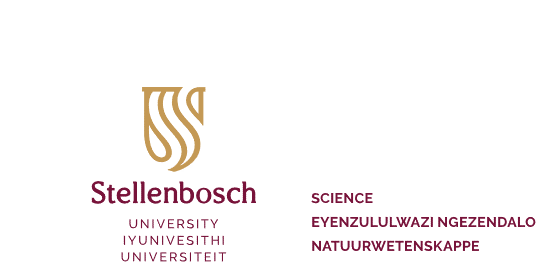 Stellenbosch
UNIVERSITY
IYUNIVESITHI
UNIVERSITEIT
SCIENCE
EYENZULULWAZI NGEZENDALO
NATUURWETENSKAPPE